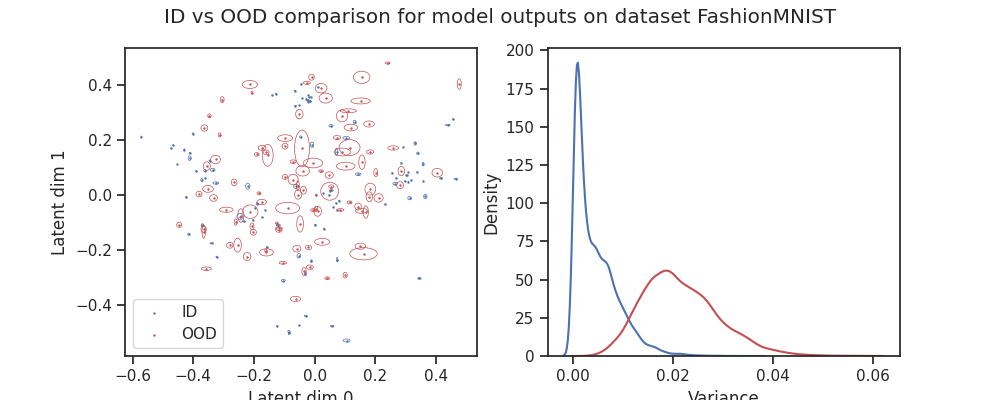 ID vs OOD comparison for model outputs on dataset FashionMNIST
Latent dim 1
0.4
0.2
0.0
−0.2
−0.4
ID
OOD
−0.6 −0.4 −0.2 0.0 0.2 0.4
Latent dim 0
Density
200
175
150
125
100
75
50
25
0
0.00 0.02 0.04 0.06
Variance